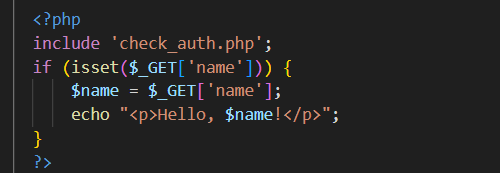 <?php
include 'check_auth.php';
if (isset($_GET['name'])) {
    $name = $_GET['name'];
    echo "<p>Hello, $name!</p>";
}
?>